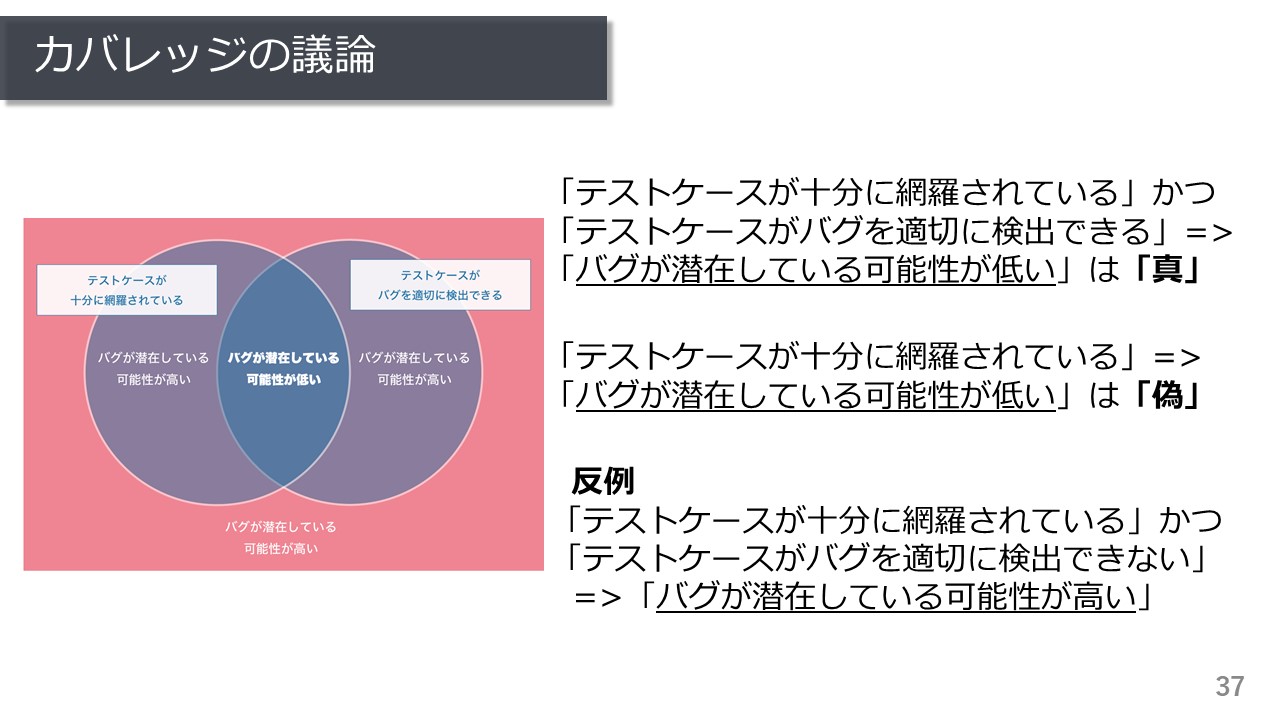 カバレッジの議論
テストケースが
十分に網羅されている
テストケースが
バグを適切に検出できる
バグが潜在している
可能性が高い
バグが潜在している
可能性が低い
バグが潜在している
可能性が高い
バグが潜在している
可能性が高い
「テストケースが十分に網羅されている」かつ
「テストケースがバグを適切に検出できる」=>
「バグが潜在している可能性が低い」は「真」
「テストケースが十分に網羅されている」=>
「バグが潜在している可能性が低い」は「偽」
反例
「テストケースが十分に網羅されている」かつ
「テストケースがバグを適切に検出できない」
=>「バグが潜在している可能性が高い」
37